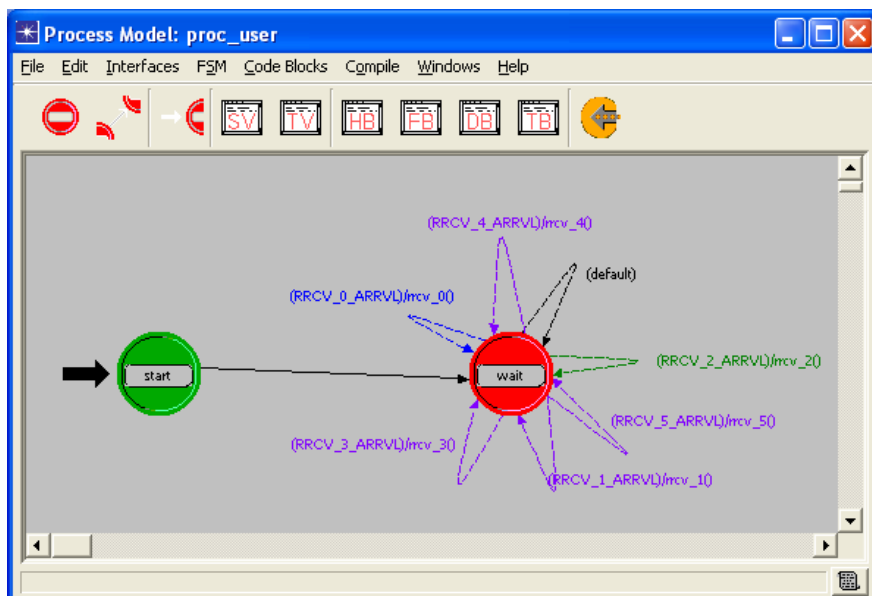 Process Model: proc_user
File Edit Interfaces FSM Code Blocks Compile Windows Help
SV TV HB FB DB TB
(RRCV_4_ARRVL)/rrcv_4()
(default)
(RRCV_0_ARRVL)/rrcv_0()
(RRCV_2_ARRVL)/rrcv_2()
start
wait
(RRCV_5_ARRVL)/rrcv_5()
(RRCV_3_ARRVL)/rrcv_3()
(RRCV_1_ARRVL)/rrcv_1()